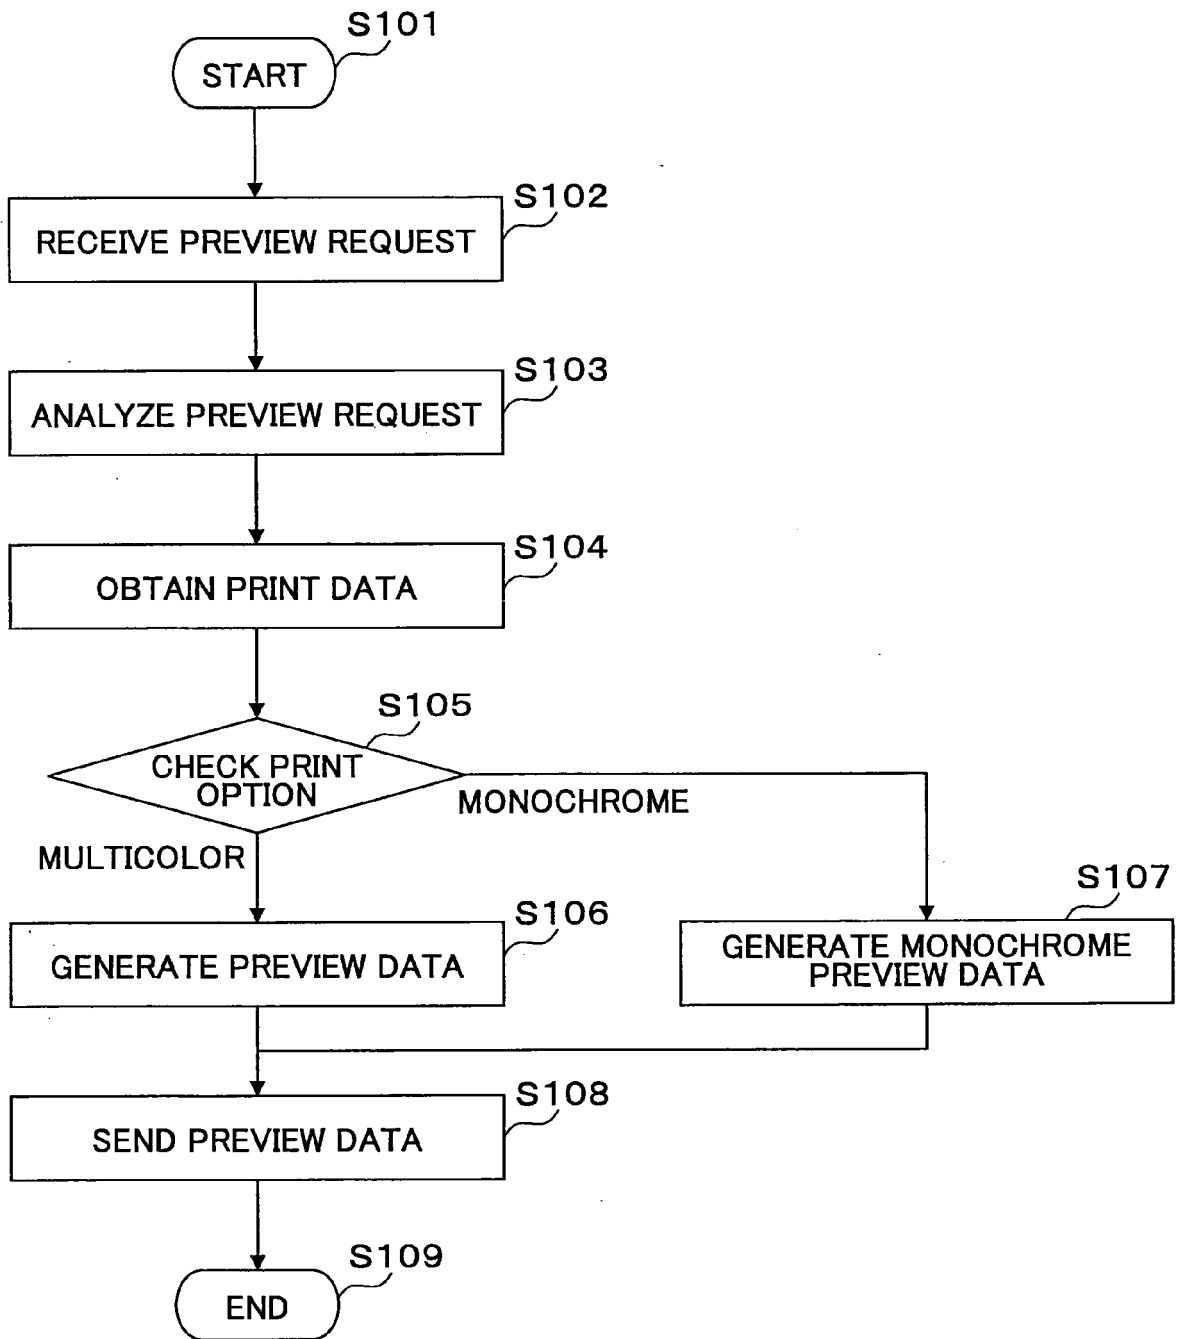 S101
START
S102
RECEIVE PREVIEW REQUEST
S103
ANALYZE PREVIEW REQUEST
S104
OBTAIN PRINT DATA
S105
CHECK PRINT
OPTION
MONOCHROME
MULTICOLOR
S106
GENERATE PREVIEW DATA
S107
GENERATE MONOCHROME
PREVIEW DATA
S108
SEND PREVIEW DATA
S109
END